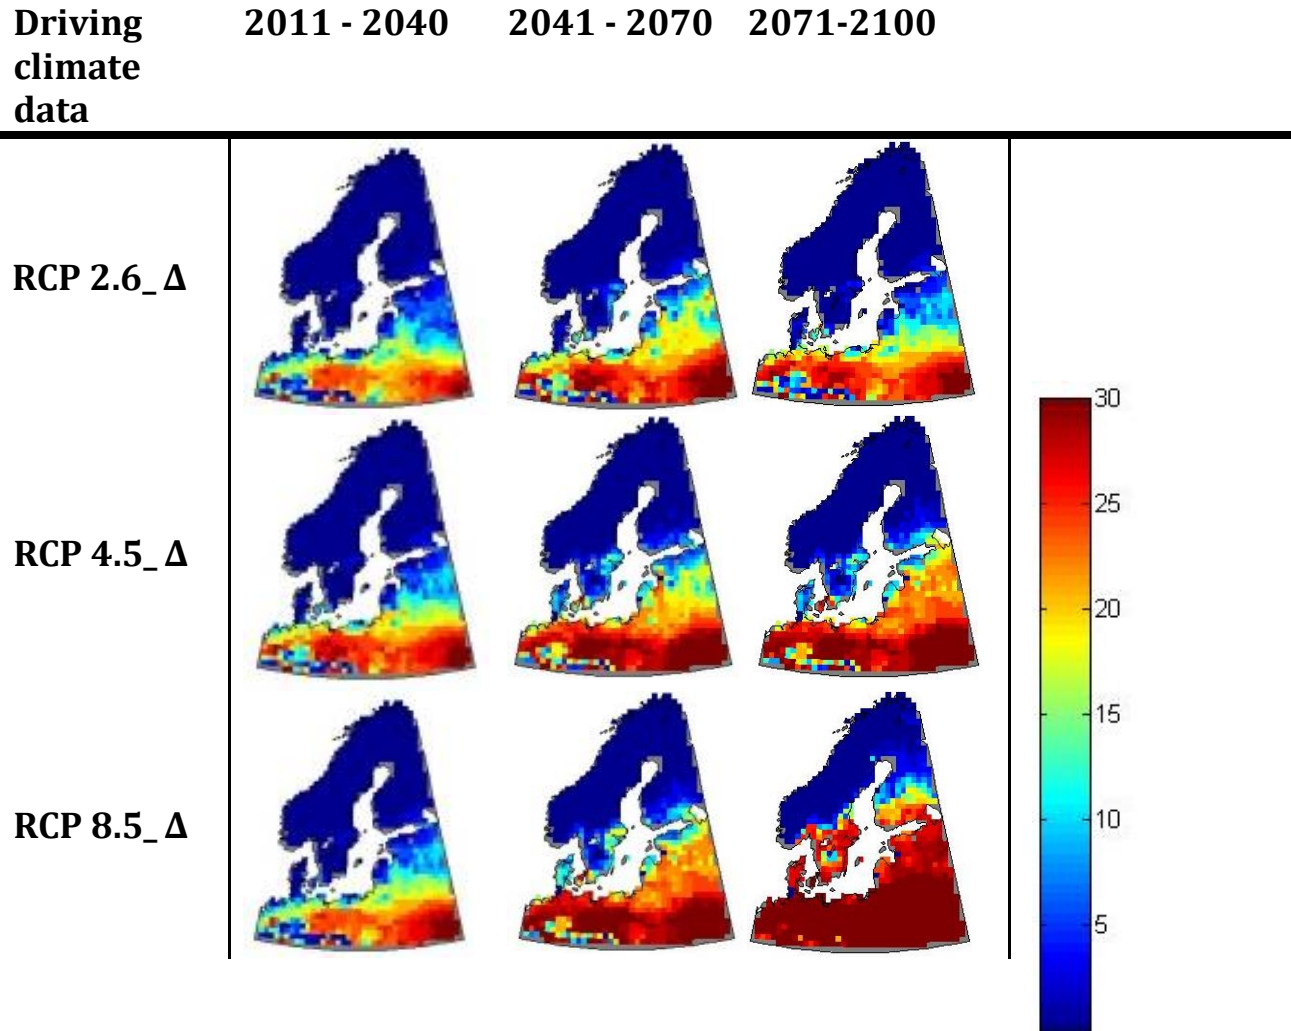 Driving 2011 - 2040 2041 - 2070 2071-2100
climate
data
RCP 2.6_ Δ
RCP 4.5_ Δ
RCP 8.5_ Δ
30
25
20
15
10
5